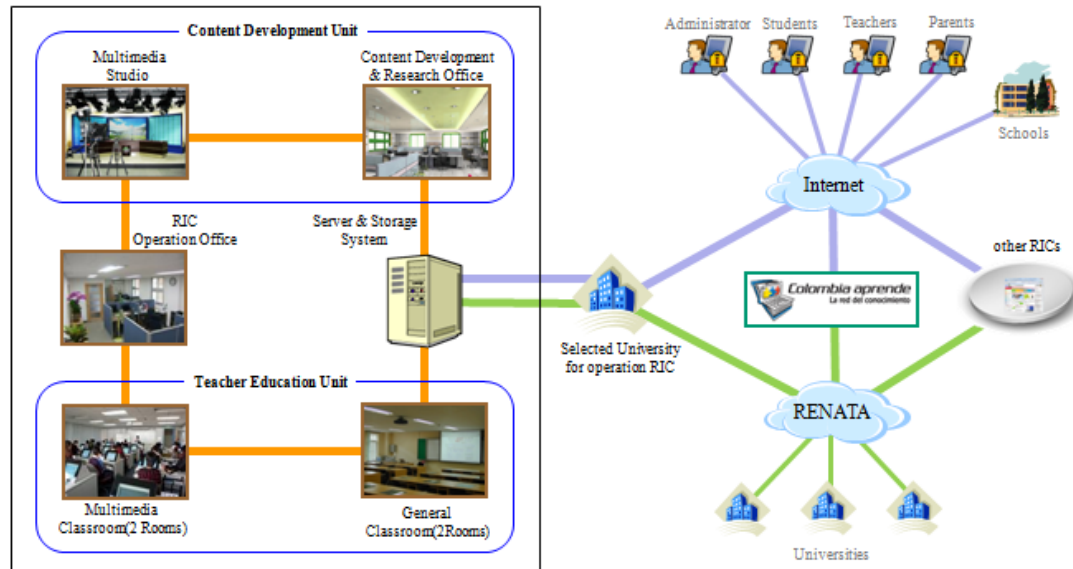 Content Development Unit
Multimedia
Studio
Content Development
& Research Office
RIC
Operation Office
Server & Storage
System
Teacher Education Unit
Multimedia
Classroom(2 Rooms)
General
Classroom(2Rooms)
Administrator
Students
Teachers
Parents
Schools
Internet
other RICs
Colombia aprende
La red del conocimiento
Selected University
for operation RIC
RENATA
Universities